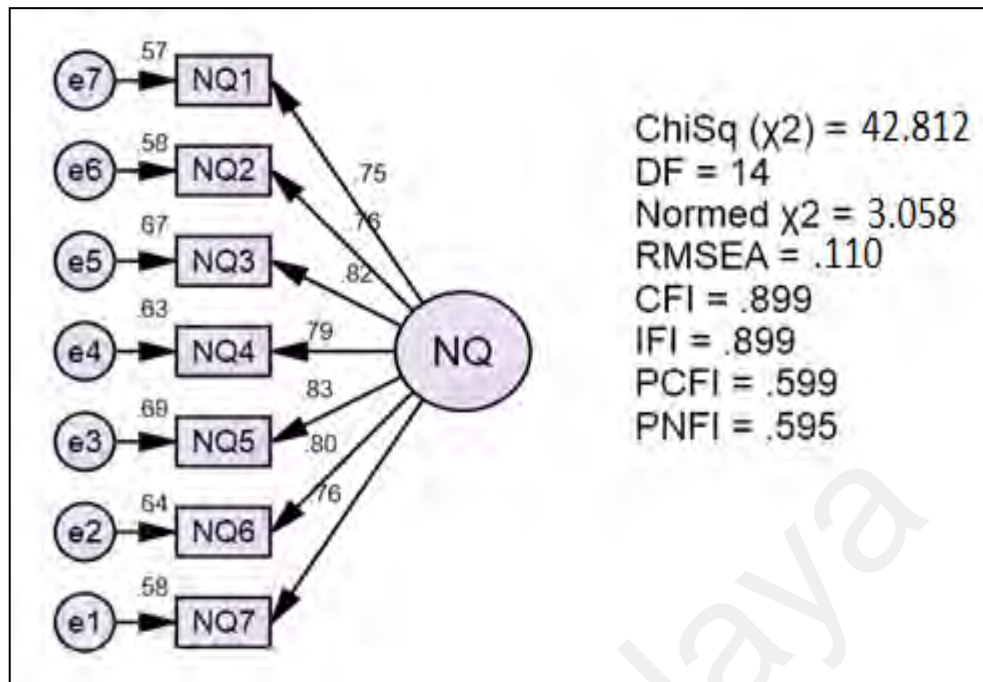 .57
e7 NQ1
.75
.58
e6 NQ2
.76
.67
e5 NQ3
.82
.63
e4 NQ4
.79
NQ
.69
e3 NQ5
.83
.80
.64
e2 NQ6
.76
.58
e1 NQ7
ChiSq (χ2) = 42.812
DF = 14
Normed χ2 = 3.058
RMSEA = .110
CFI = .899
IFI = .899
PCFI = .599
PNFI = .595
laya